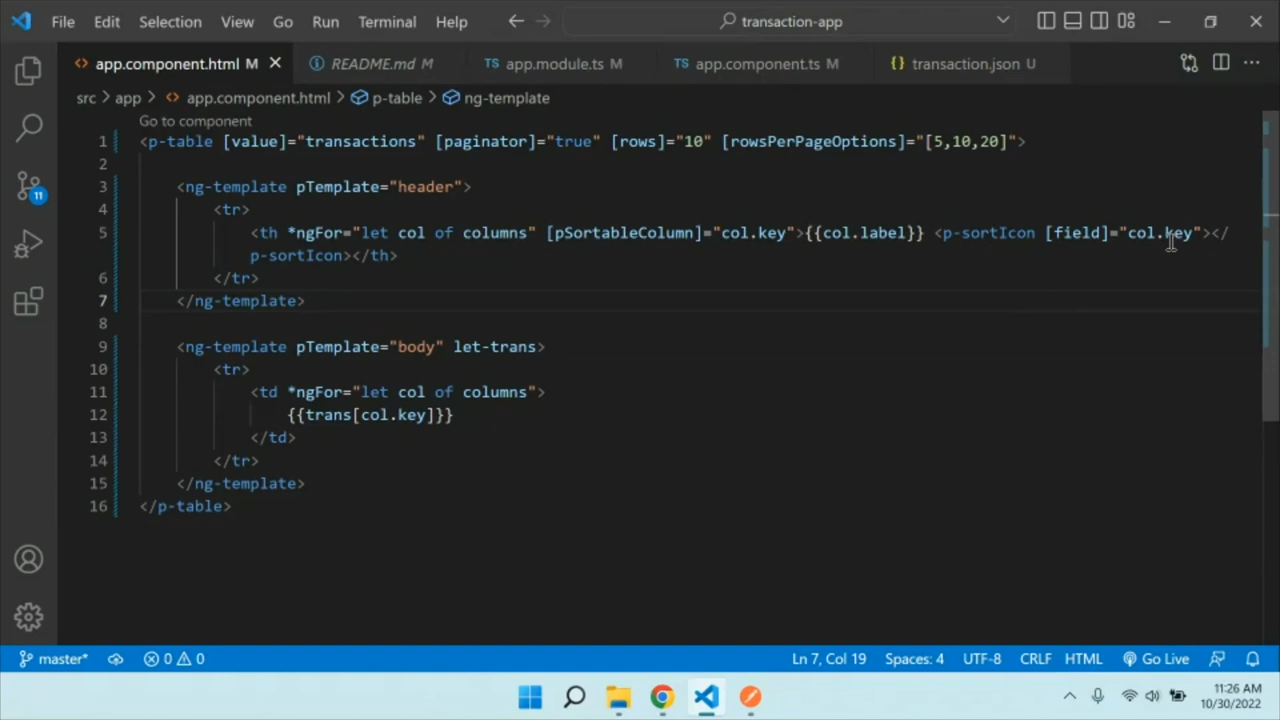 File Edit Selection View Go Run Terminal Help transaction-app
app.component.html M README.md M app.module.ts M app.component.ts M transaction.json U
src > app > app.component.html > p-table > ng-template
Go to component
1 <p-table [value]="transactions" [paginator]="true" [rows]="10" [rowsPerPageOptions]="[5,10,20]">
2
3 <ng-template pTemplate="header">
4 <tr>
5 <th *ngFor="let col of columns" [pSortableColumn]="col.key">{{col.label}} <p-sortIcon [field]="col.key"></
p-sortIcon></th>
6 </tr>
7 </ng-template>
8
9 <ng-template pTemplate="body" let-trans>
10 <tr>
11 <td *ngFor="let col of columns">
12 {{trans[col.key]}}
13 </td>
14 </tr>
15 </ng-template>
16 </p-table>
11
master* 0 0 Ln 7, Col 19 Spaces: 4 UTF-8 CRLF HTML Go Live
11:26 AM
10/30/2022